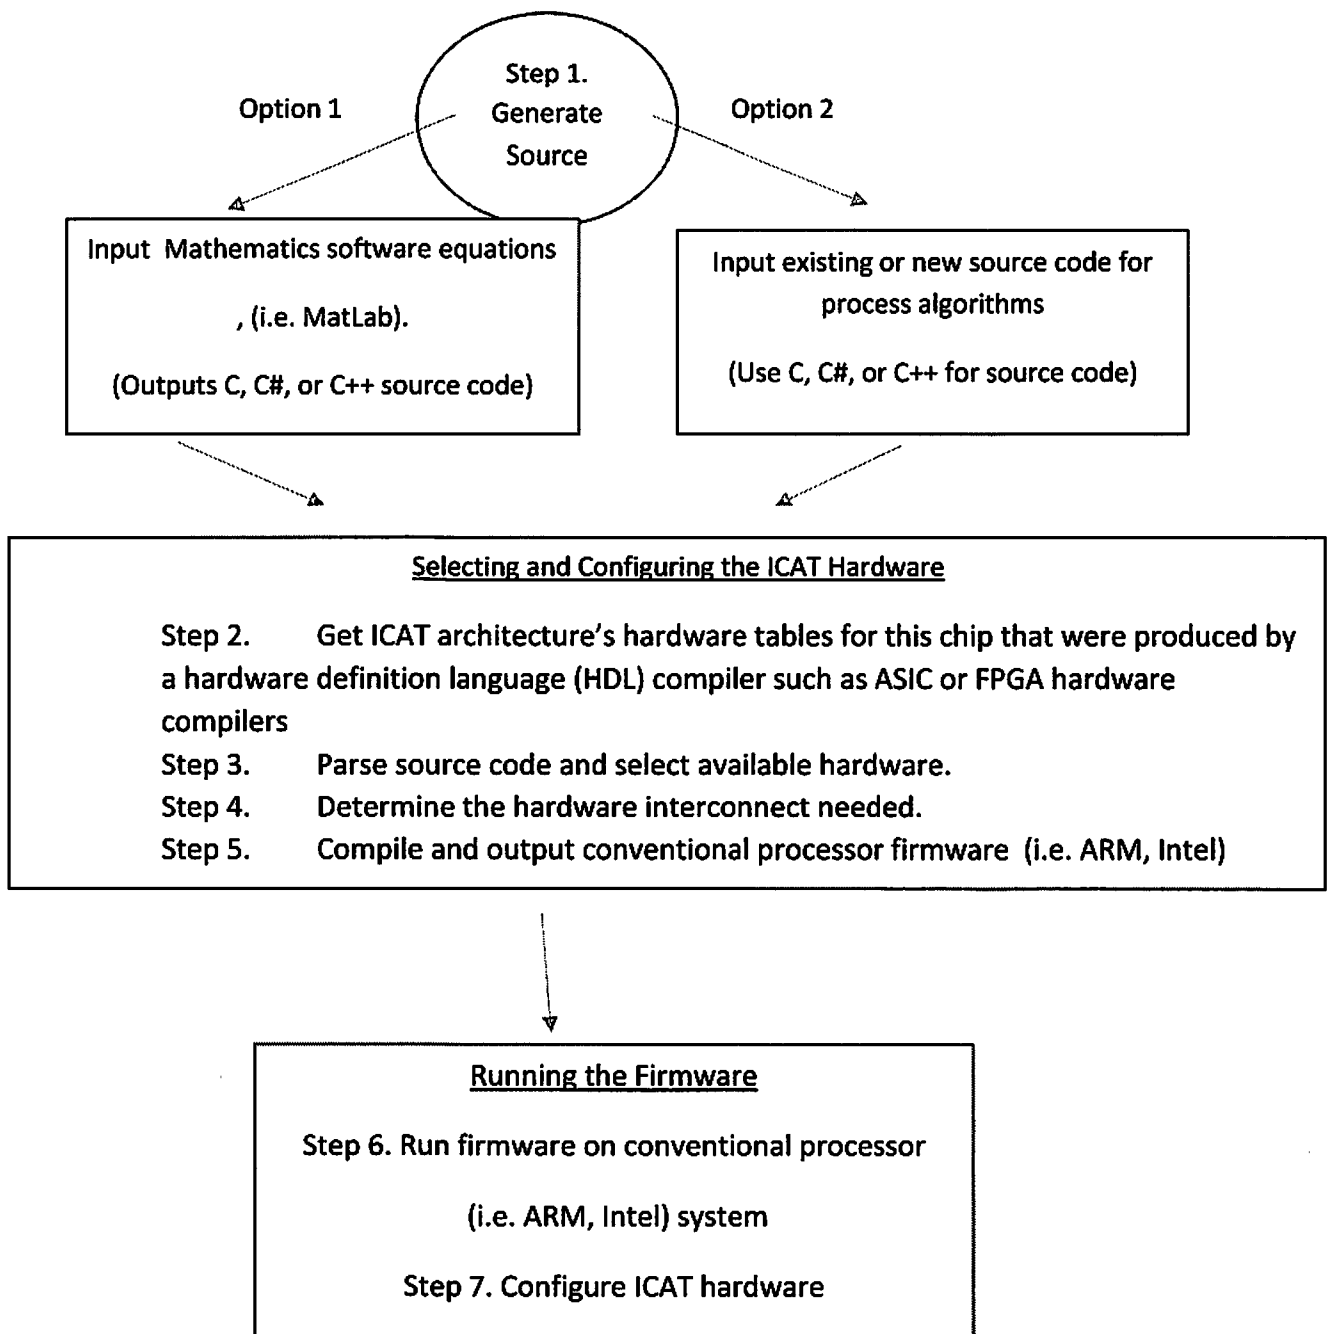 Step 1.
Generate
Source
Option 1
Option 2
Input Mathematics software equations
, (i.e. MatLab).
(Outputs C, C#, or C++ source code)
Input existing or new source code for
process algorithms
(Use C, C#, or C++ for source code)
Selecting and Configuring the ICAT Hardware
Step 2. Get ICAT architecture's hardware tables for this chip that were produced by
a hardware definition language (HDL) compiler such as ASIC or FPGA hardware
compilers
Step 3. Parse source code and select available hardware.
Step 4. Determine the hardware interconnect needed.
Step 5. Compile and output conventional processor firmware (i.e. ARM, Intel)
Running the Firmware
Step 6. Run firmware on conventional processor
(i.e. ARM, Intel) system
Step 7. Configure ICAT hardware